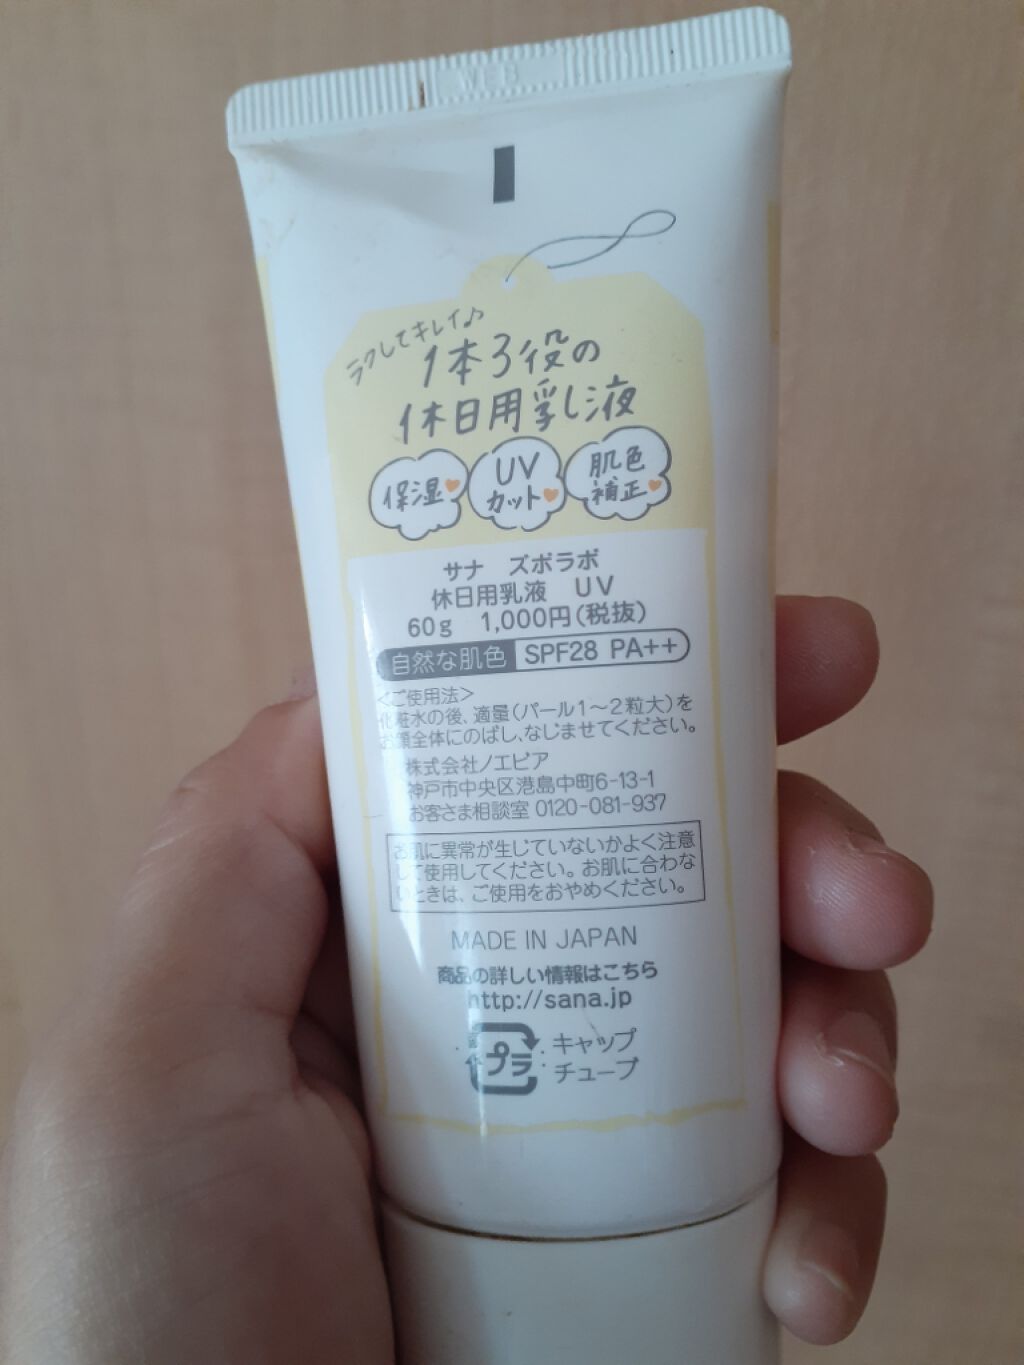 WEB
ラクしてキレイ♪
1本3役の
休日用乳液
保湿
UV
カット
肌色
補正
サナ ズボラボ
休日用乳液 UV
60g 1,000円(税抜)
自然な肌色 SPF28 PA++
<ご使用法>
化粧水の後、適量(パール1～2粒大)を
お顔全体にのばし、なじませてください。
株式会社ノエビア
神戸市中央区港島中町6-13-1
お客さま相談室 0120-081-937
お肌に異常が生じていないかよく注意
して使用してください。お肌に合わな
いときは、ご使用をおやめください。
MADE IN JAPAN
商品の詳しい情報はこちら
http://sana.jp
プラ
キャップ
チューブ